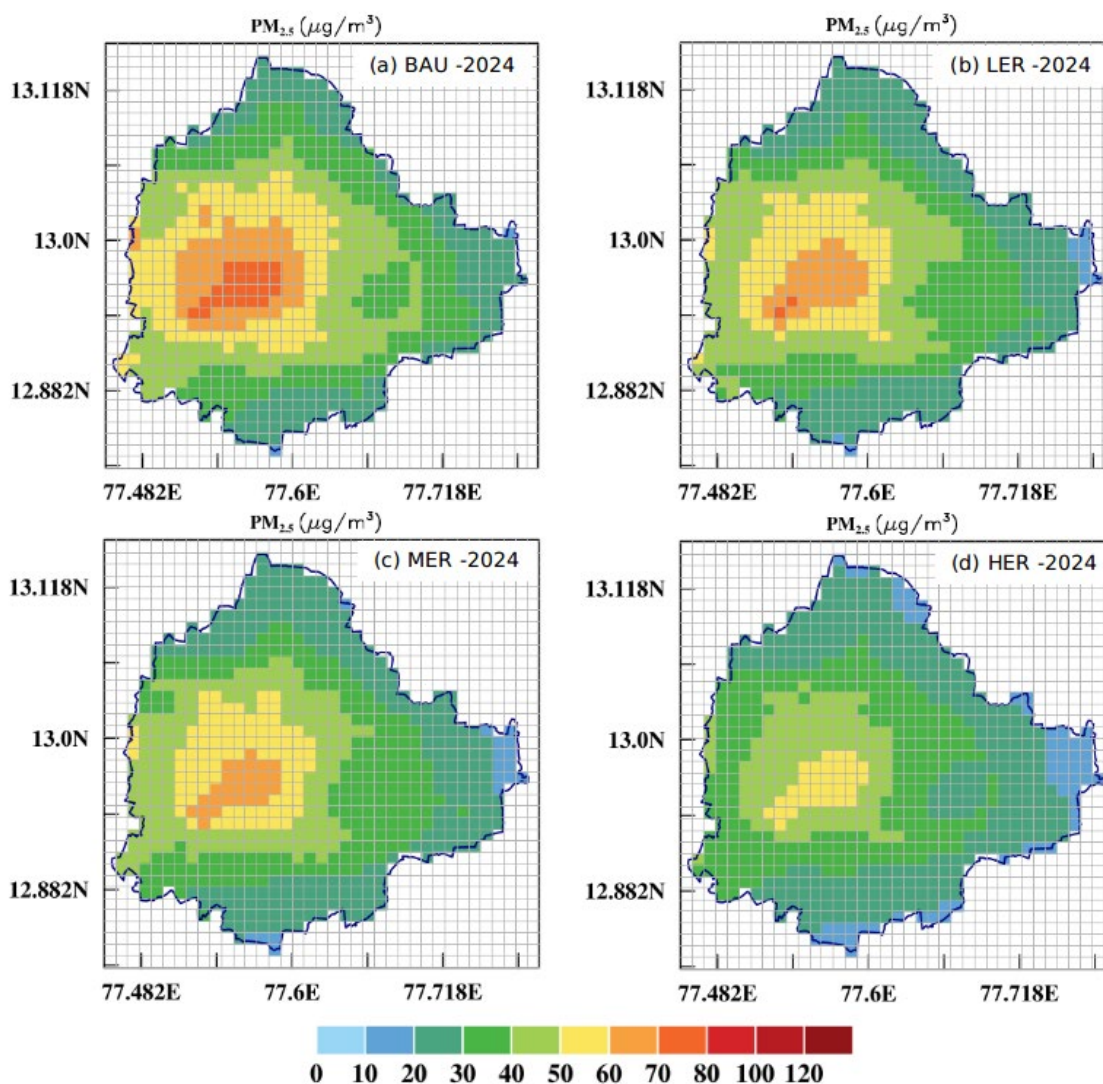 PM2.5 (μg/m³) PM2.5 (μg/m³)
(a) BAU -2024 (b) LER -2024
13.118N 13.118N
13.0N 13.0N
12.882N 12.882N
77.482E 77.6E 77.718E 77.482E 77.6E 77.718E
PM2.5 (μg/m³) PM2.5 (μg/m³)
(c) MER -2024 (d) HER -2024
13.118N 13.118N
13.0N 13.0N
12.882N 12.882N
77.482E 77.6E 77.718E 77.482E 77.6E 77.718E
0 10 20 30 40 50 60 70 80 100 120